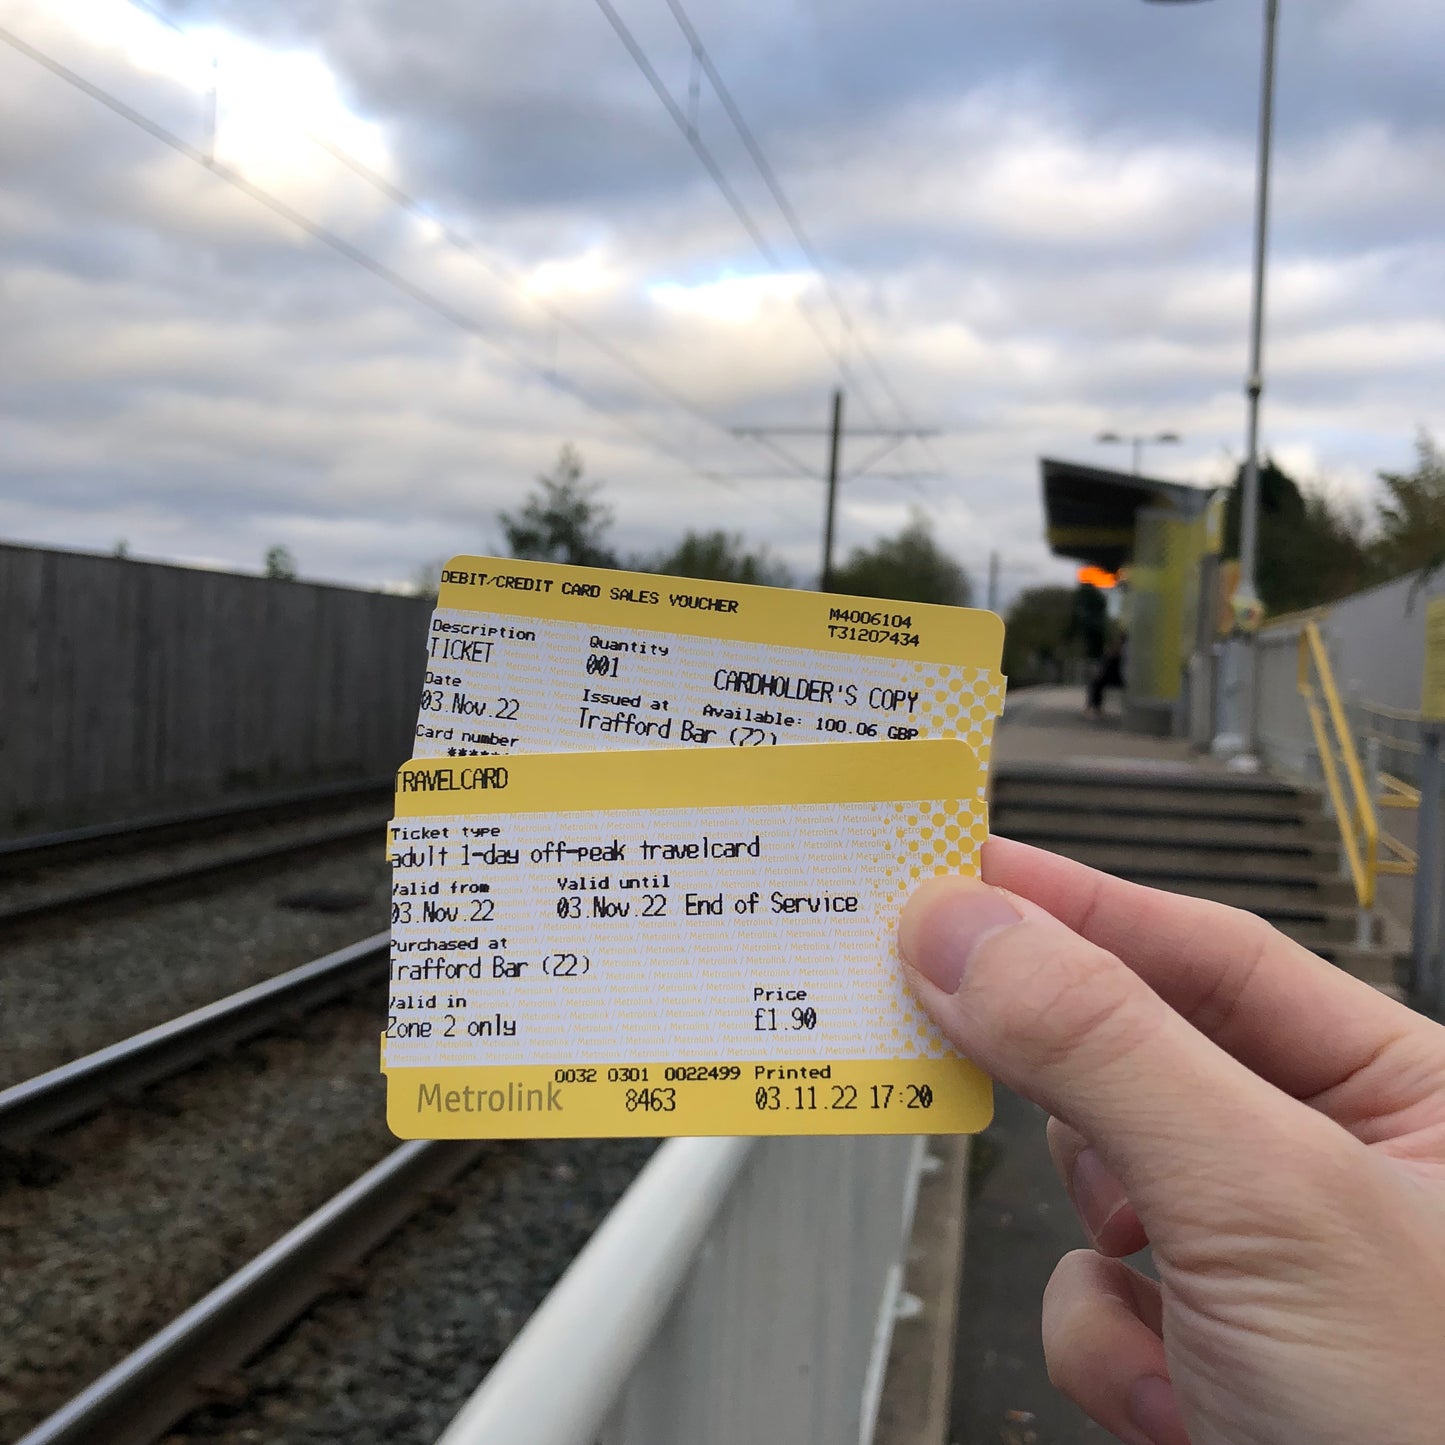 DEBIT/CREDIT CARD SALES VOUCHER
M4006104
T31207434
Description Quantity
TICKET 001
CARDHOLDER'S COPY
Date Issued at Available: 100.06 GBP
03.Nov.22 Trafford Bar (Z2)
Card number
*****
TRAVELCARD
Ticket type
adult 1-day off-peak travelcard
Valid from Valid until
03.Nov.22 03.Nov.22 End of Service
Purchased at
Trafford Bar (Z2)
Valid in Price
Zone 2 only £1.90
0032 0301 0022499 Printed
Metrolink 8463 03.11.22 17:20